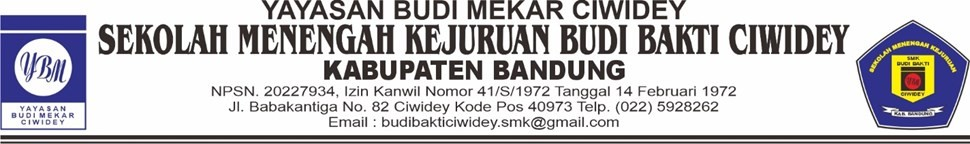 YAYASAN BUDI MEKAR CIWIDEY
SEKOLAH MENENGAH KEJURUAN BUDI BAKTI CIWIDEY
KABUPATEN BANDUNG
NPSN. 20227934, Izin Kanwil Nomor 41/S/1972 Tanggal 14 Februari 1972
Jl. Babakantiga No. 82 Ciwidey Kode Pos 40973 Telp. (022) 5928262
Email : budibakticiwidey.smk@gmail.com
YBM
YAYASAN
BUDI MEKAR
CIWIDEY
SEKOLAH MENENGAH KEJURUAN
SMK
BUDI BAKTI
CIWIDEY
KAB. BANDUNG